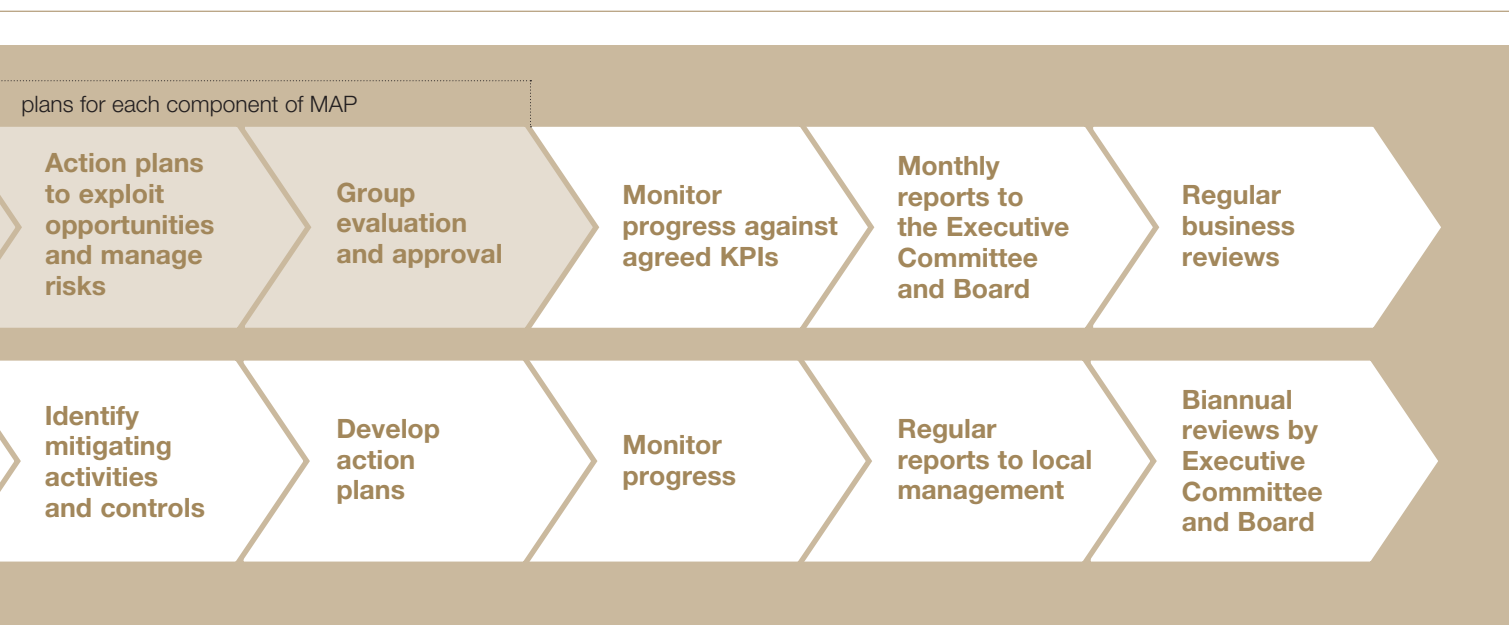 plans for each component of MAP
Action plans
to exploit
opportunities
and manage
risks
Group
evaluation
and approval
Monitor
progress against
agreed KPIs
Monthly
reports to
the Executive
Committee
and Board
Regular
business
reviews
Identify
mitigating
activities
and controls
Develop
action
plans
Monitor
progress
Regular
reports to local
management
Biannual
reviews by
Executive
Committee
and Board